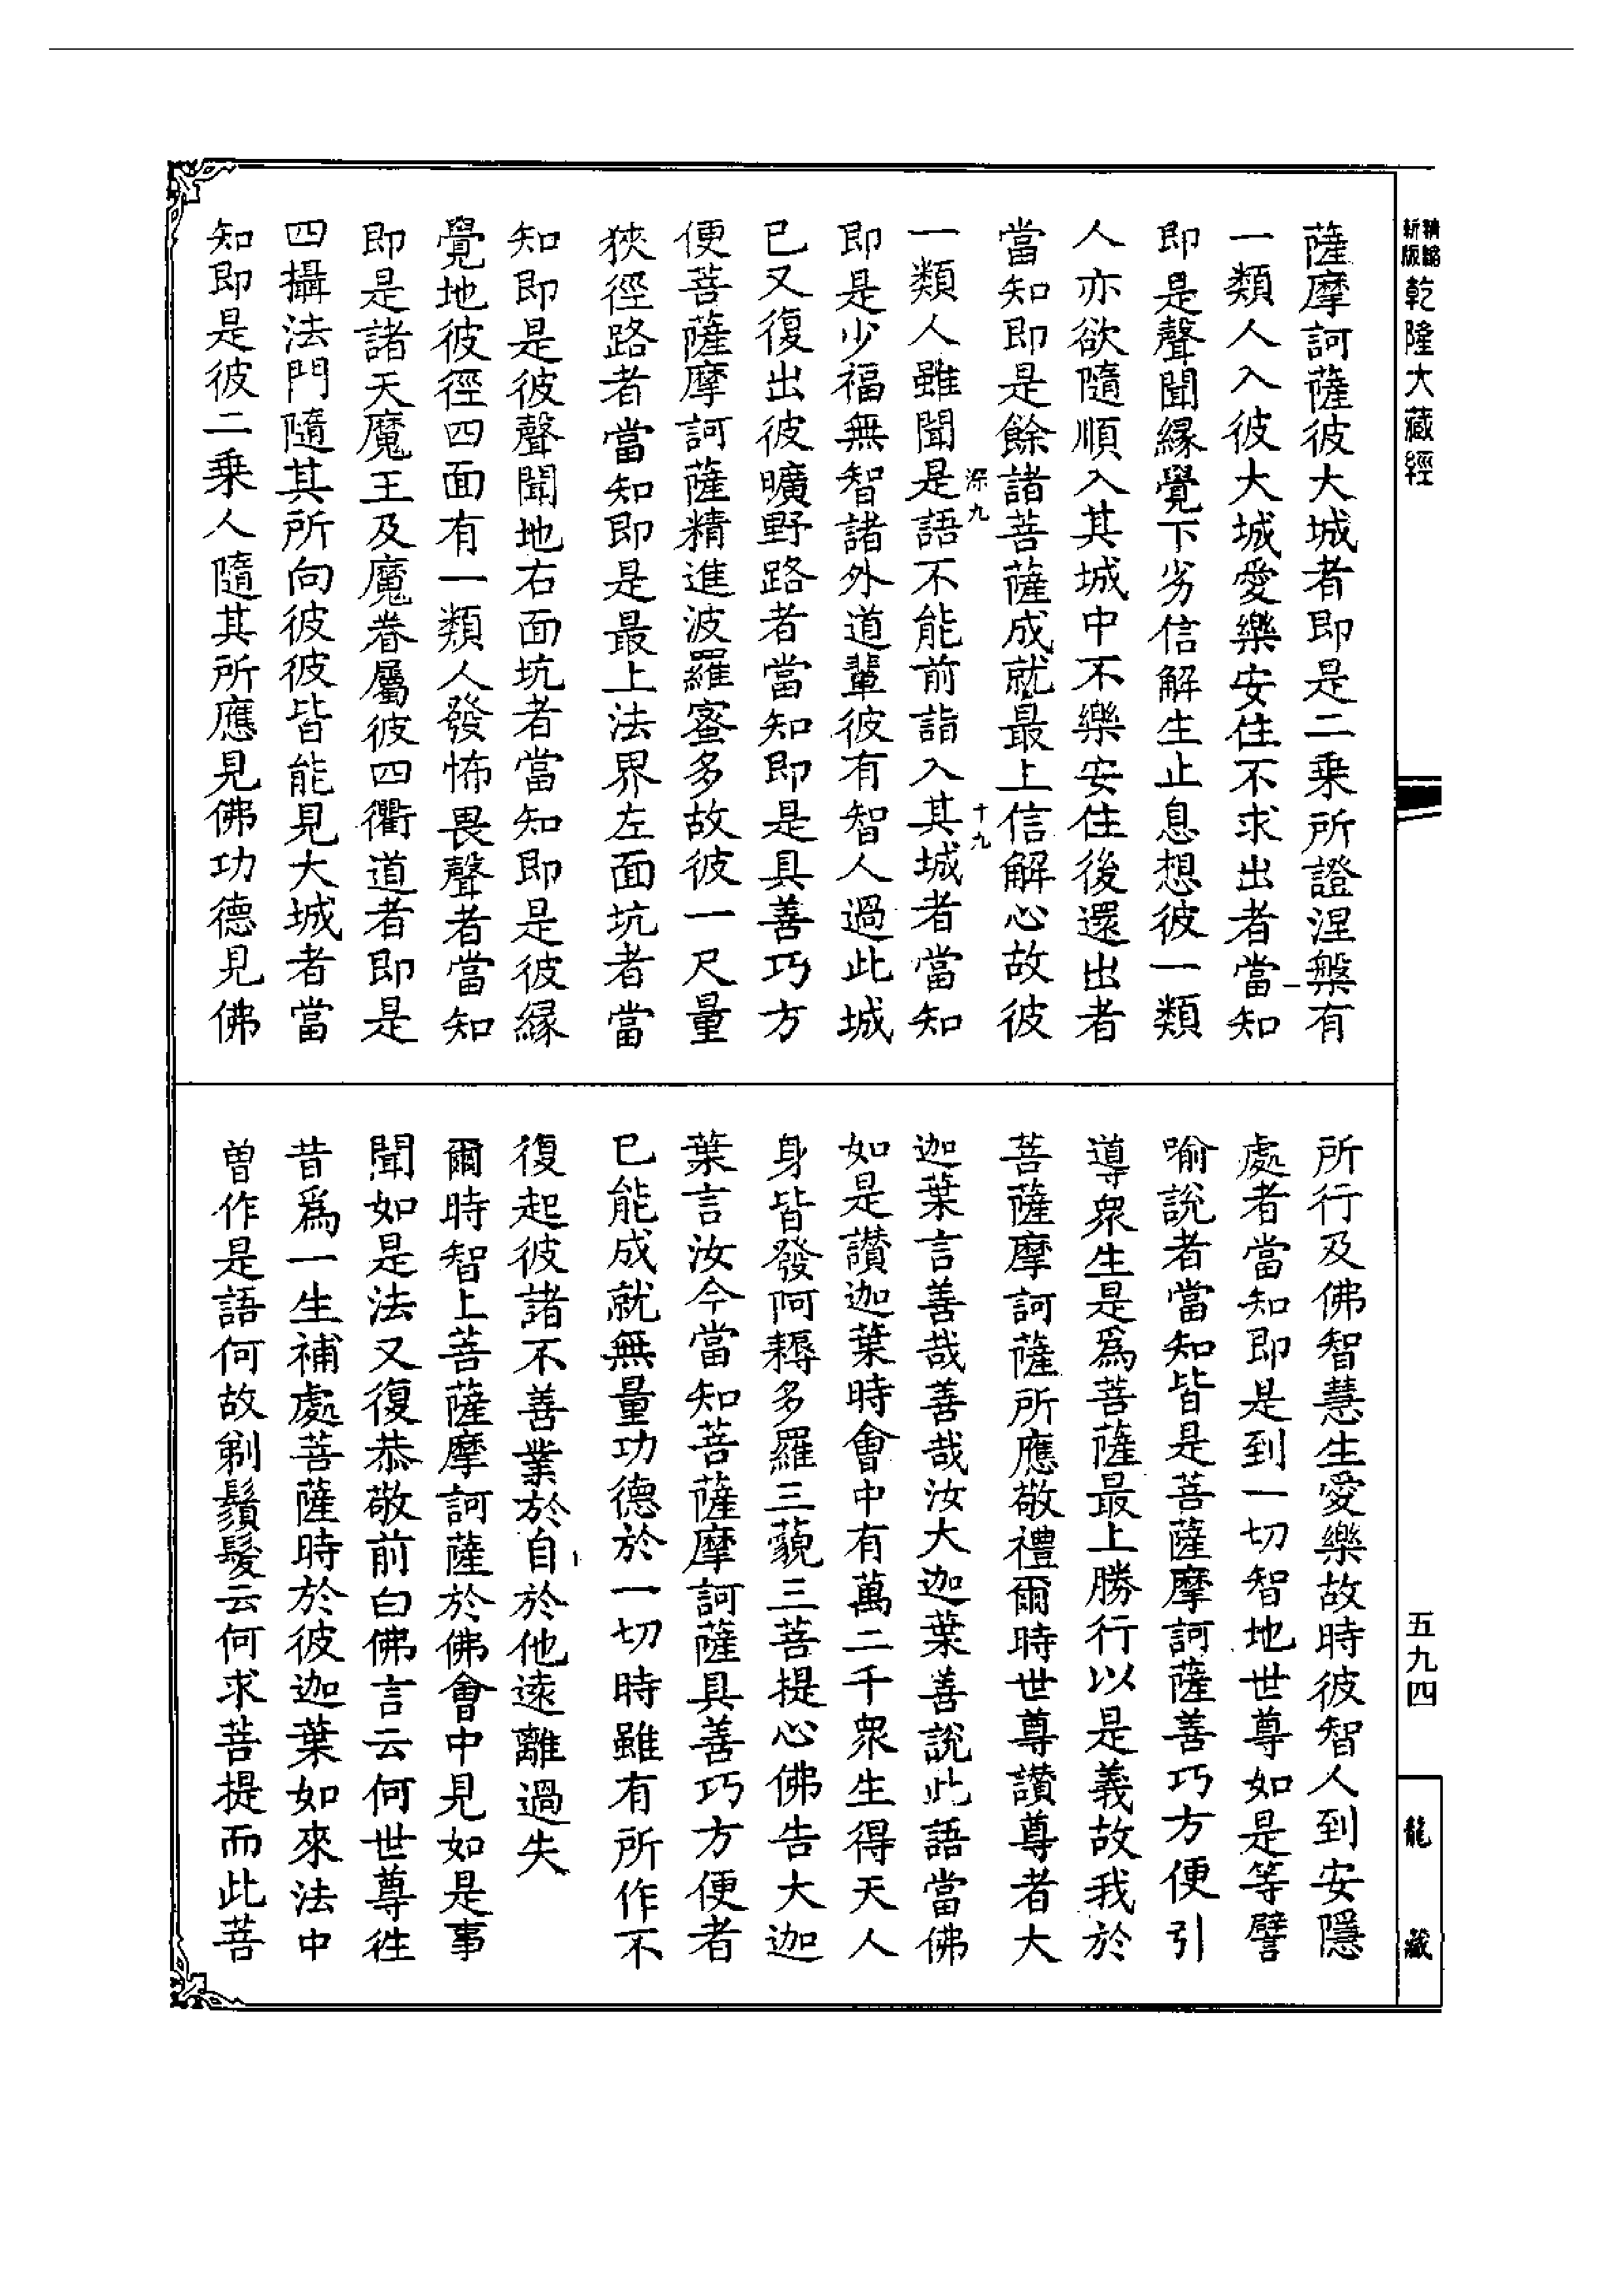 精縮新版乾隆大藏經
薩摩訶薩彼大城者即是二乗所證涅槃有
一類人入彼大城愛樂安住不求出者當知
即是聲聞緣覺下劣信解生止息想彼一類
人亦欲隨順入其城中不樂安住後還出者
當知即是餘諸菩薩成就最上信解心故彼
深九
十九
一類人雖聞是語不能前詣入其城者當知
即是少福無智諸外道輩彼有智人過此城
已又復出彼曠野路者當知即是具善巧方
便菩薩摩訶薩精進波羅蜜多故彼一尺量
狹徑路者當知即是最上法界左面坑者當
知即是彼聲聞地右面坑者當知即是彼緣
覺地彼徑四面有一類人發怖畏聲者當知
即是諸天魔王及魔眷屬彼四衢道者即是
四攝法門隨其所向彼彼皆能見大城者當
知即是彼二乗人隨其所應見佛功德見佛
所行及佛智慧生愛樂故時彼智人到安隱
處者當知即是到一切智地世尊如是等譬
喻說者當知皆是菩薩摩訶薩善巧方便引
導眾生是爲菩薩最上勝行以是義故我於
菩薩摩訶薩所應敬禮爾時世尊讚尊者大
迦葉言善哉善哉汝大迦葉善說此語當佛
如是讚迦葉時會中有萬二千眾生得天人
身皆發阿耨多羅三藐三菩提心佛告大迦
葉言汝今當知菩薩摩訶薩具善巧方便者
已能成就無量功德於一切時雖有所作不
復起彼諸不善業於自於他遠離過失
爾時智上菩薩摩訶薩於佛會中見如是事
聞如是法又復恭敬前白佛言云何世尊往
昔爲一生補處菩薩時於彼迦葉如來法中
曽作是語何故剃鬚髮云何求菩提而此菩
五九四
龍藏